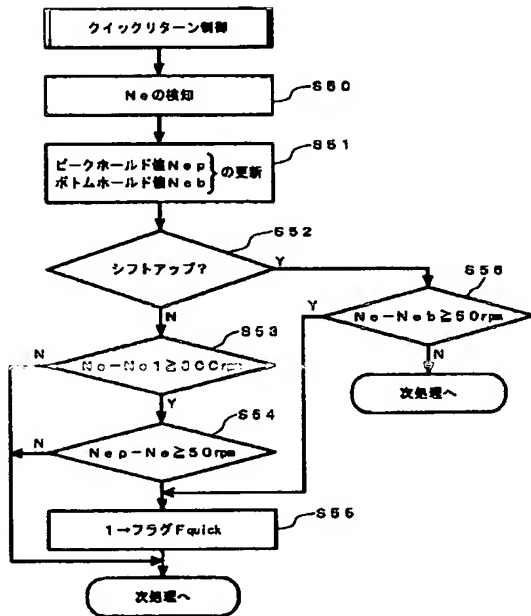 クイックリターン制御
S50
Neの検知
S51
ピークホールド値Nep
ボトムホールド値Neb
}の更新
S52
シフトアップ?
Y
N
S56
Ne-Neb≧50rpm
Y
N
次処理へ
S53
Ne-Ne1≧300rpm
N
Y
S54
Nep-Ne≧50rpm
N
Y
S55
1→フラグFquick
次処理へ